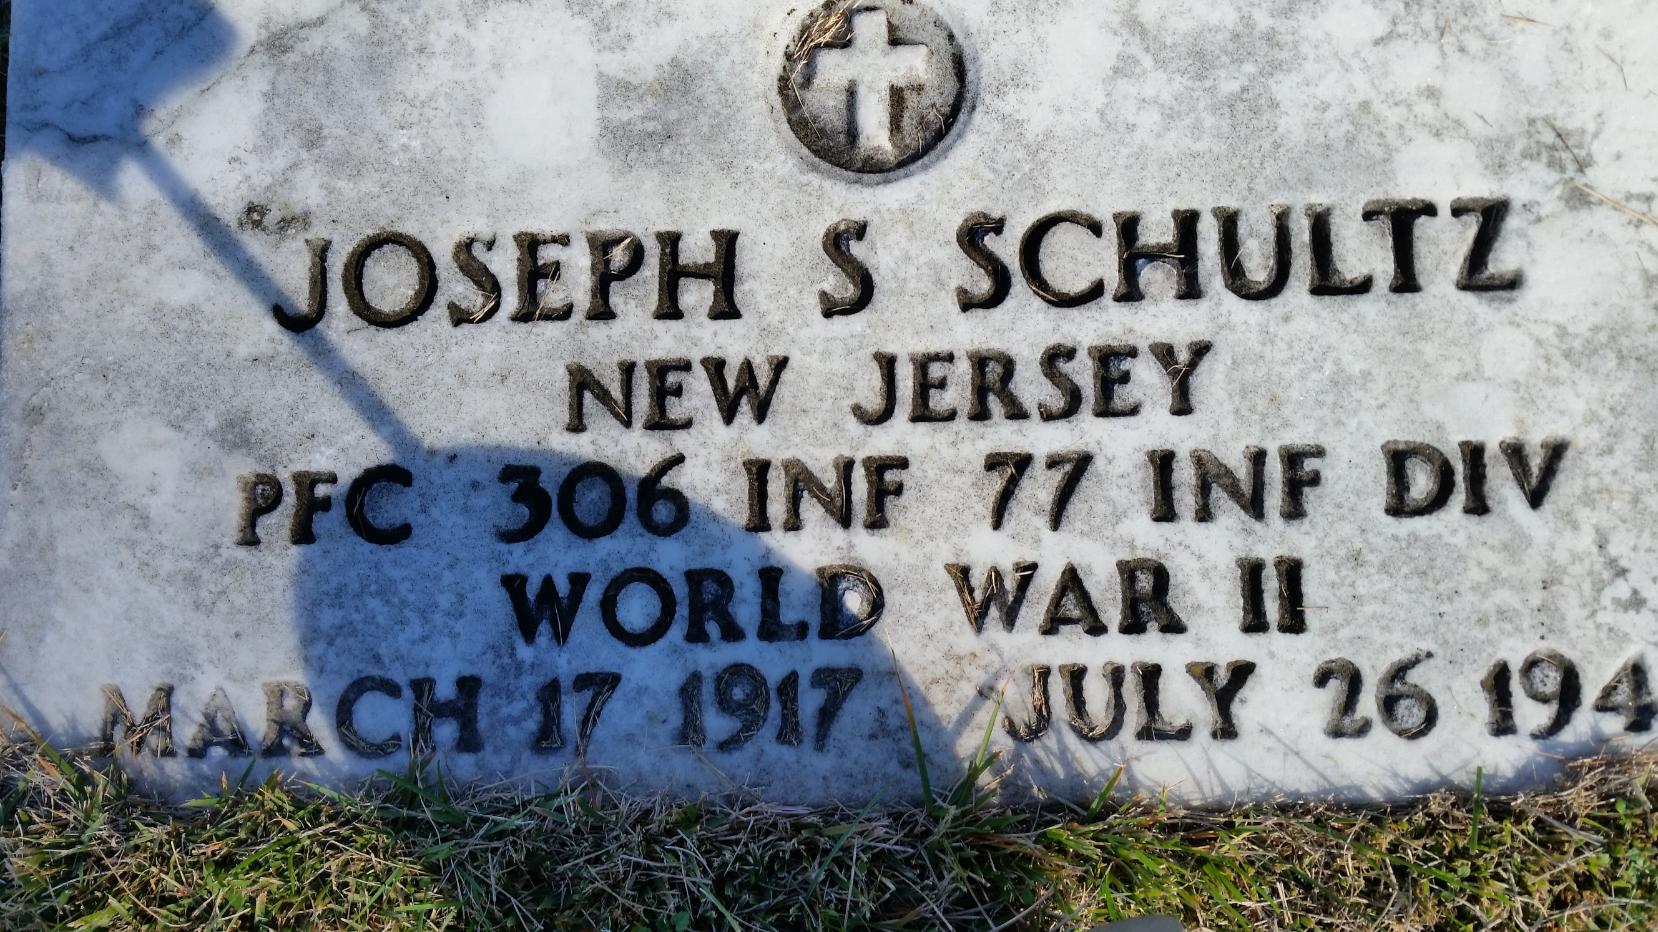 JOSEPH S SCHULTZ
NEW JERSEY
PFC 306 INF 77 INF DIV
WORLD WAR II
MARCH 17 1917 JULY 26 194